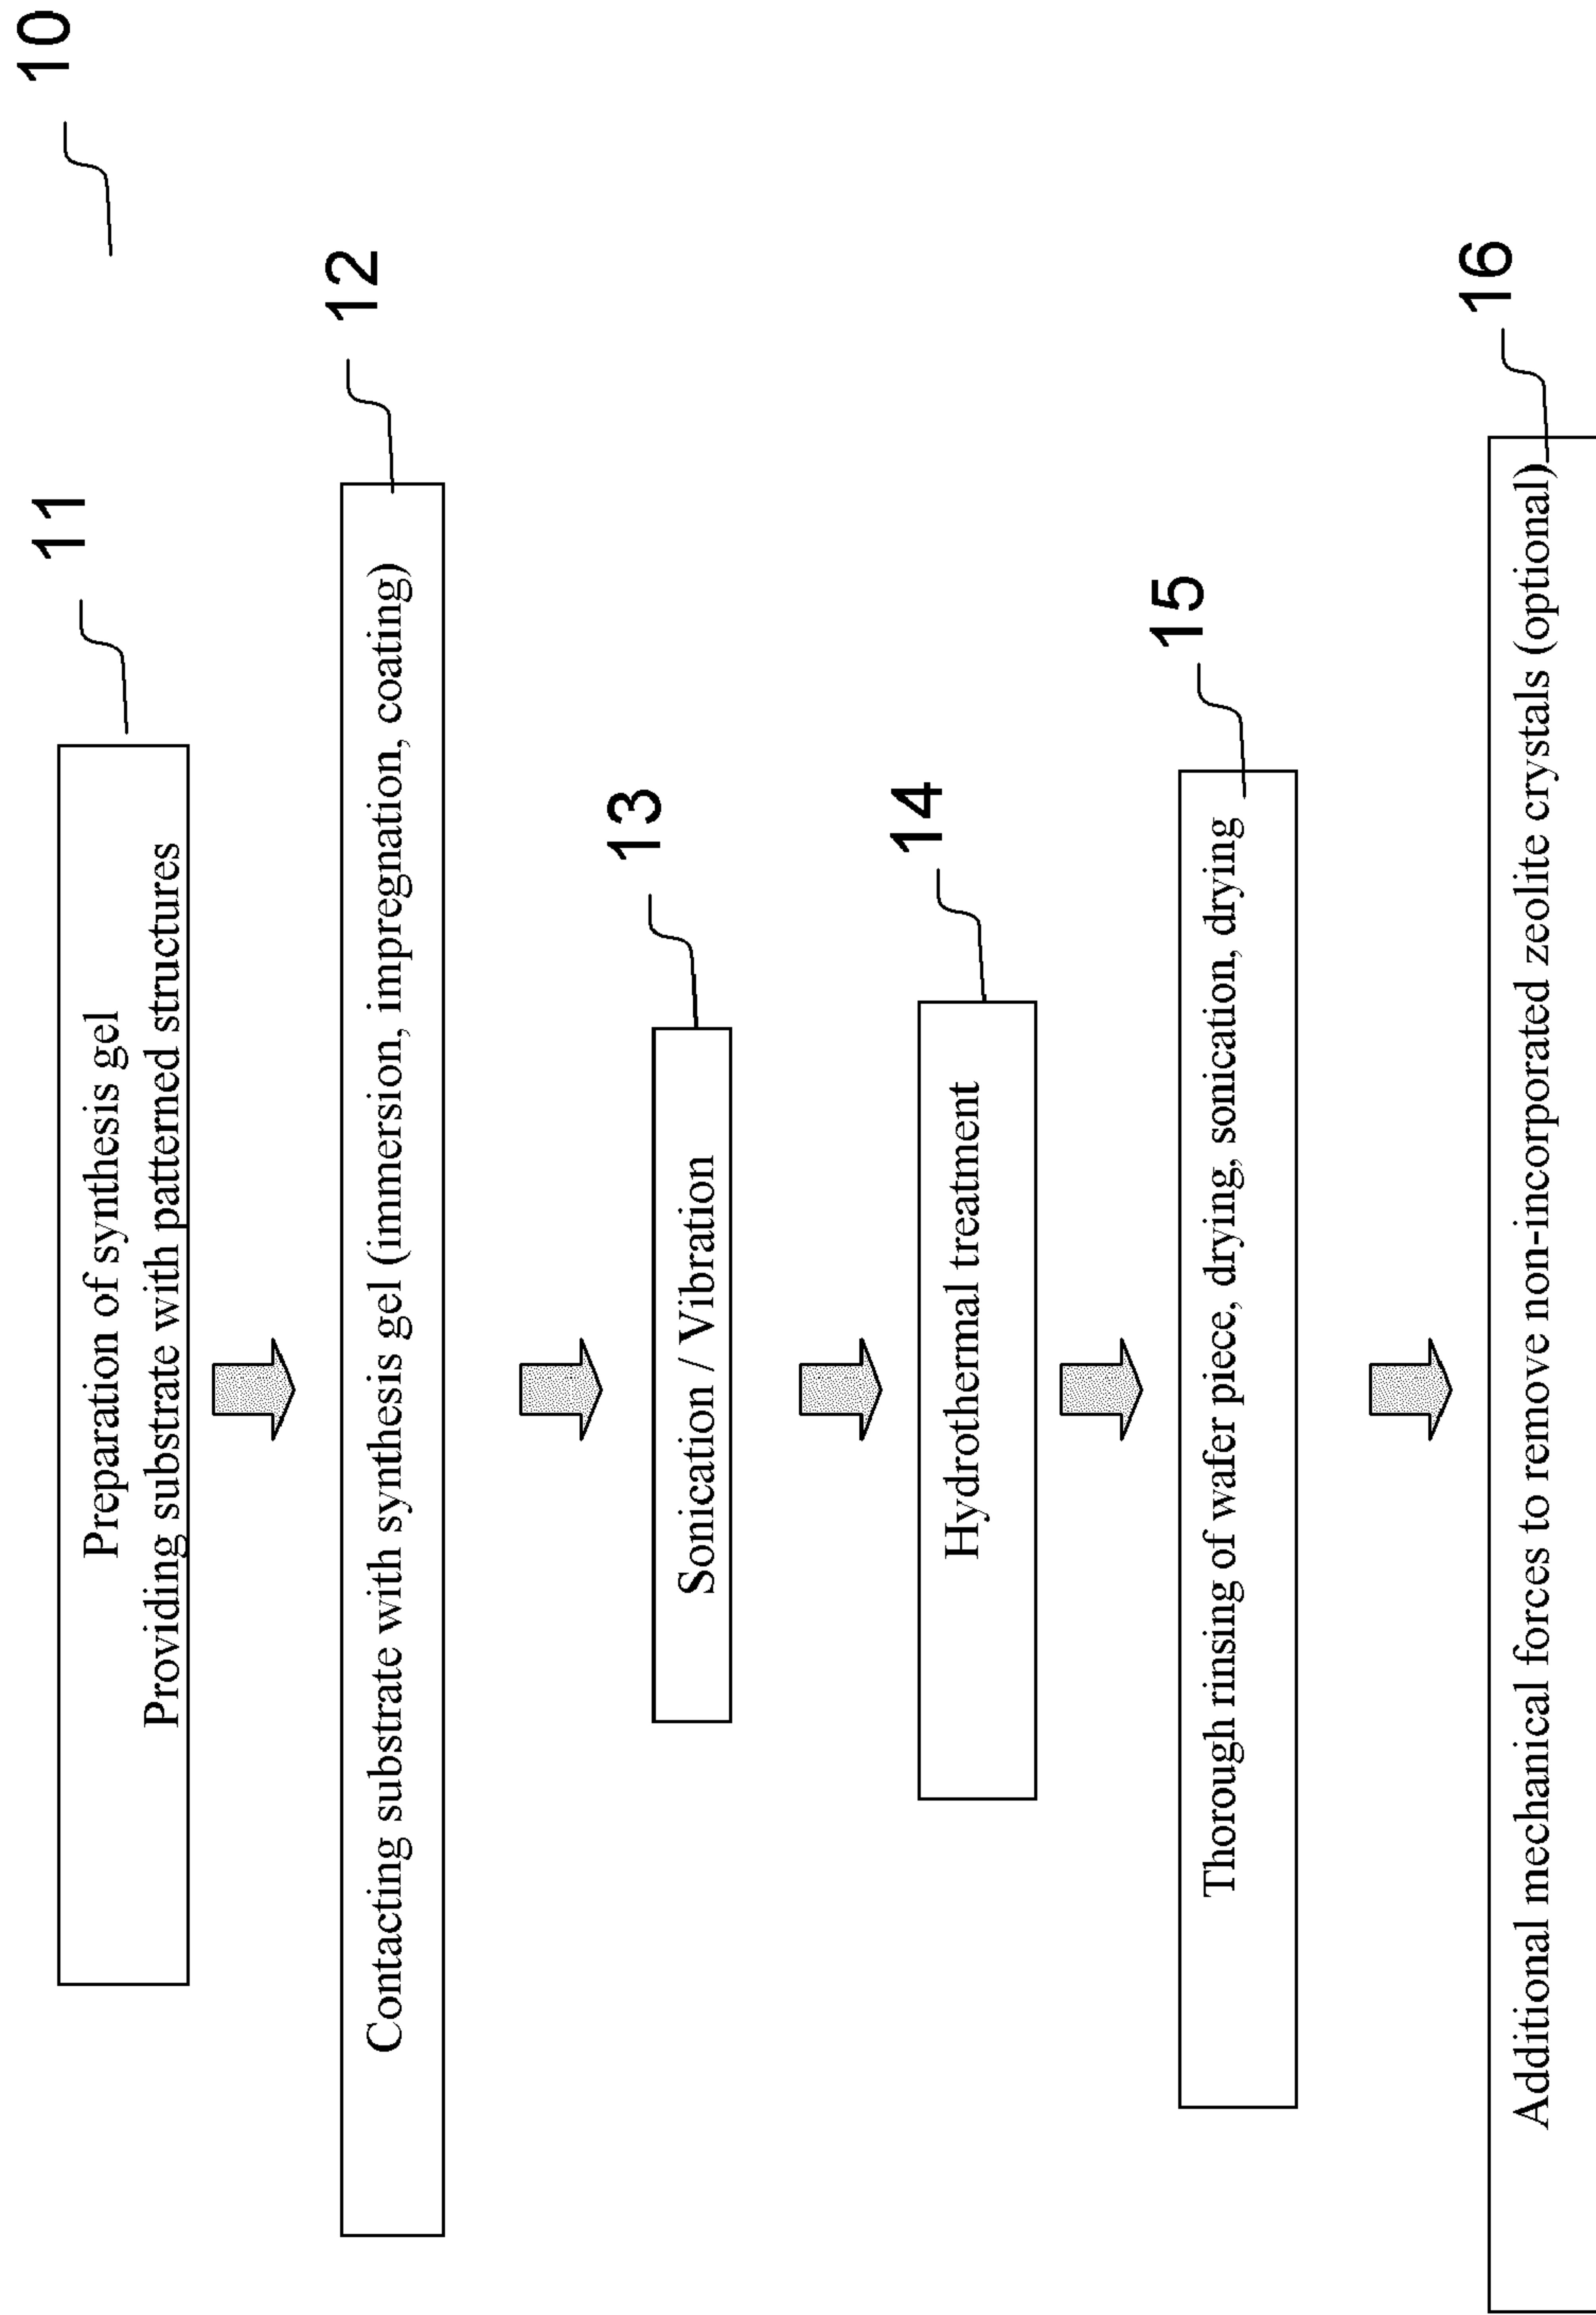 10
11
Preparation of synthesis gel
Providing substrate with patterned structures
12
Contacting substrate with synthesis gel (immersion, impregnation, coating)
13
Sonication / Vibration
14
Hydrothermal treatment
15
Thorough rinsing of wafer piece, drying, sonication, drying
16
Additional mechanical forces to remove non-incorporated zeolite crystals (optional)